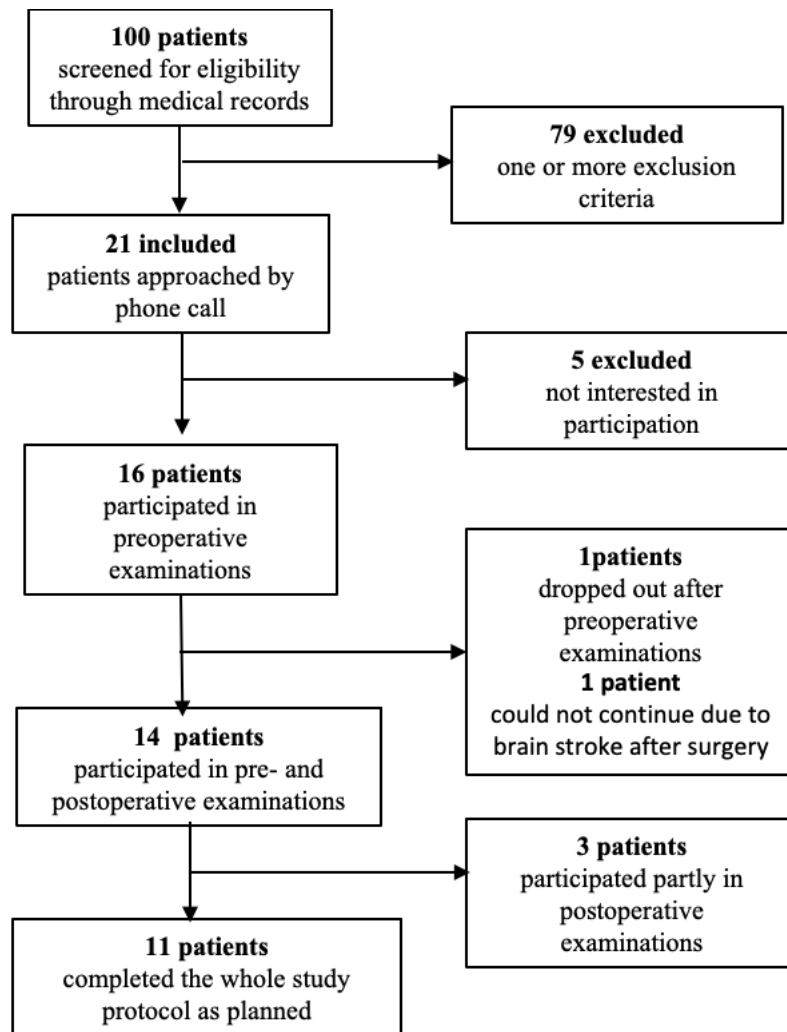 100 patients
screened for eligibility
through medical records
79 excluded
one or more exclusion
criteria
21 included
patients approached by
phone call
5 excluded
not interested in
participation
16 patients
participated in
preoperative
examinations
1patients
dropped out after
preoperative
examinations
1 patient
could not continue due to
brain stroke after surgery
14 patients
participated in pre- and
postoperative examinations
3 patients
participated partly in
postoperative
examinations
11 patients
completed the whole study
protocol as planned